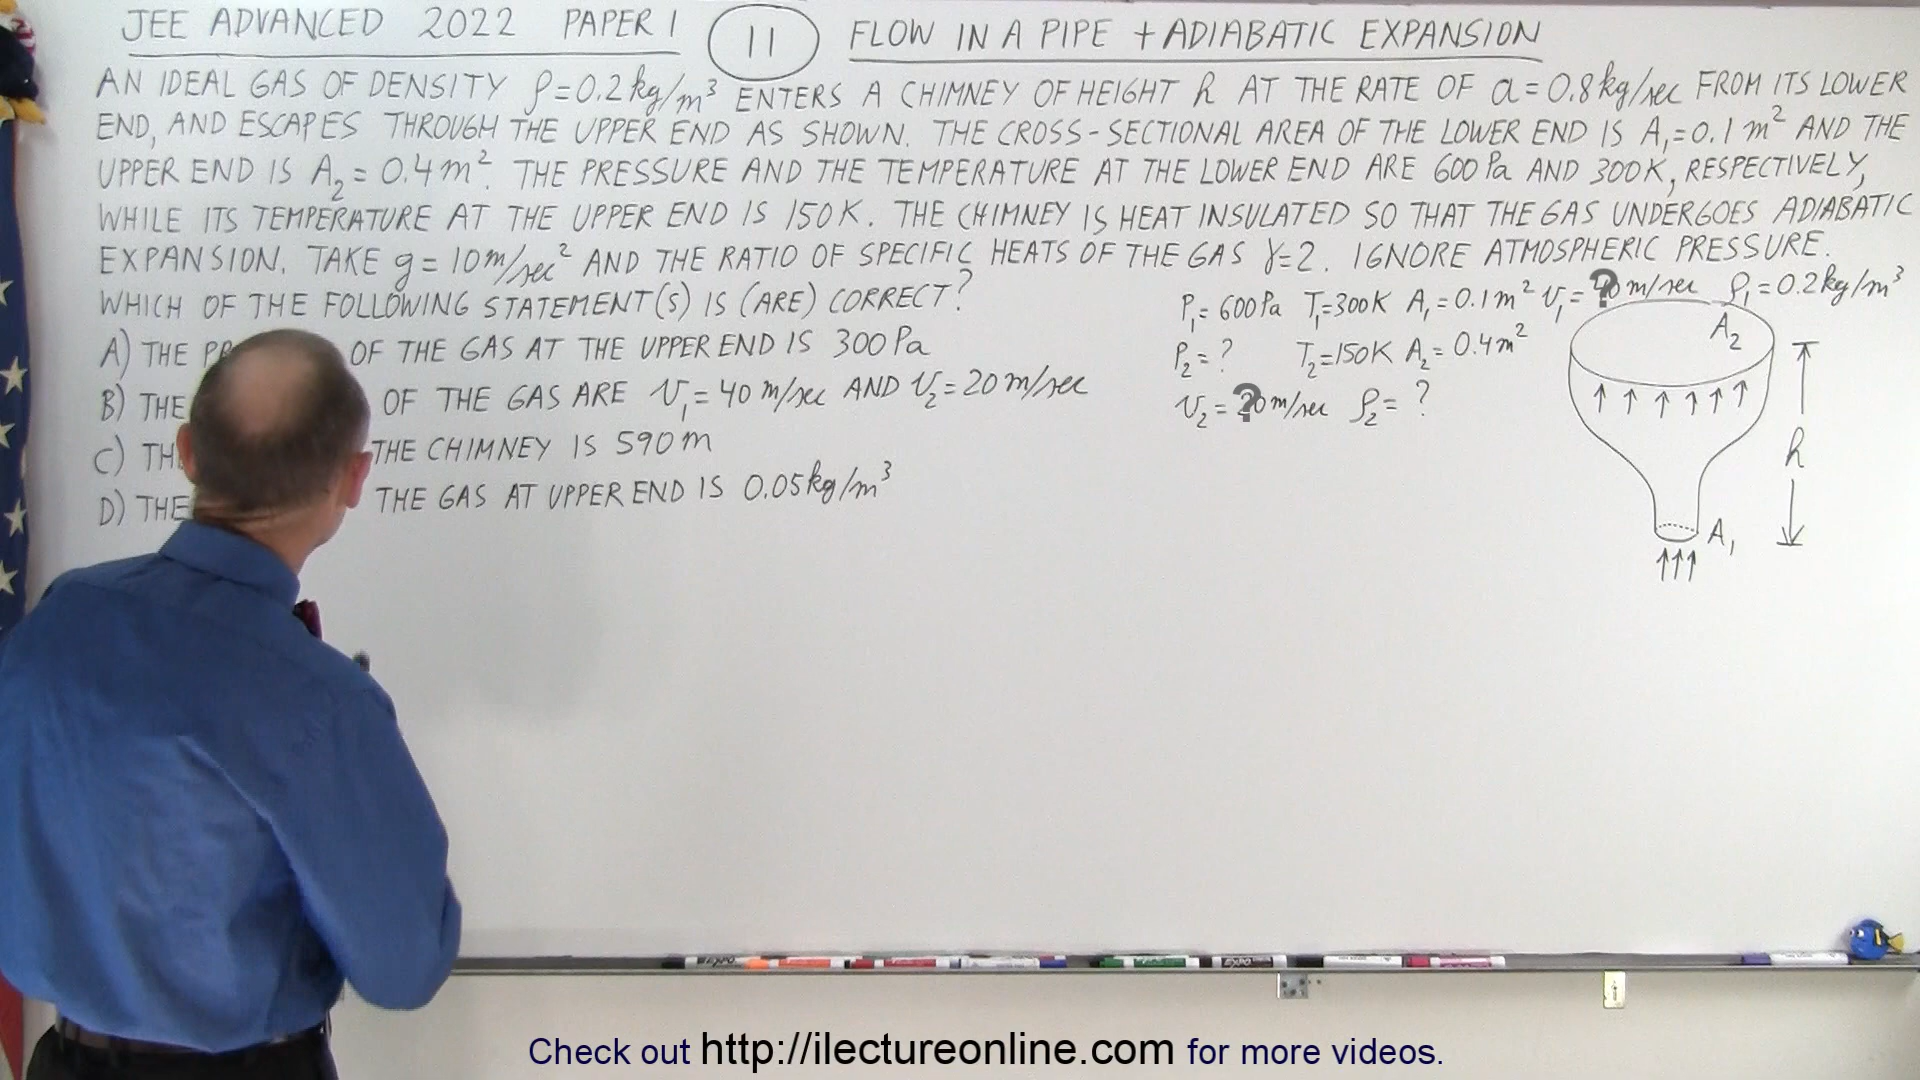 JEE ADVANCED 2022 PAPER 1 11 FLOW IN A PIPE + ADIABATIC EXPANSION
AN IDEAL GAS OF DENSITY ρ=0.2 kg/m³ ENTERS A CHIMNEY OF HEIGHT h AT THE RATE OF a=0.8 kg/sec FROM ITS LOWER
END, AND ESCAPES THROUGH THE UPPER END AS SHOWN. THE CROSS-SECTIONAL AREA OF THE LOWER END IS A₁=0.1 m² AND THE
UPPER END IS A₂=0.4 m². THE PRESSURE AND THE TEMPERATURE AT THE LOWER END ARE 600 Pa AND 300K, RESPECTIVELY,
WHILE ITS TEMPERATURE AT THE UPPER END IS 150K. THE CHIMNEY IS HEAT INSULATED SO THAT THE GAS UNDERGOES ADIABATIC
EXPANSION. TAKE g=10 m/sec² AND THE RATIO OF SPECIFIC HEATS OF THE GAS γ=2. IGNORE ATMOSPHERIC PRESSURE.
WHICH OF THE FOLLOWING STATEMENT(S) IS (ARE) CORRECT?
A) THE OF THE GAS AT THE UPPER END IS 300 Pa
B) THE OF THE GAS ARE v₁=40 m/sec AND v₂=20 m/sec
C) THE CHIMNEY IS 590 m
D) THE THE GAS AT UPPER END IS 0.05 kg/m³
P₁=600 Pa T₁=300K A₁=0.1 m² v₁=? m/sec ρ₁=0.2 kg/m³
P₂=? T₂=150K A₂=0.4 m²
v₂=? m/sec ρ₂=?
A₂
h
A₁
EXPO
EXPO
Check out http://ilectureonline.com for more videos.